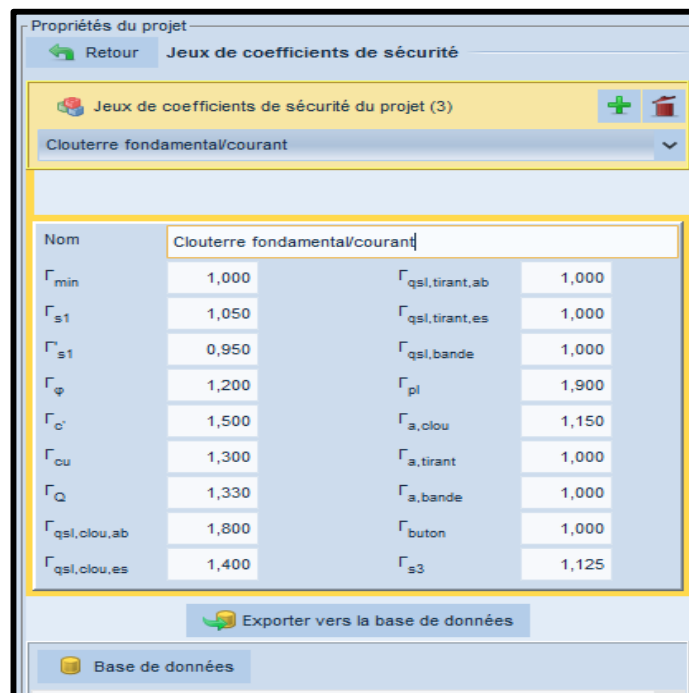 Propriétés du projet
Retour Jeux de coefficients de sécurité
Jeux de coefficients de sécurité du projet (3)
Clouterre fondamental/courant
Nom Clouterre fondamental/courant
Γmin 1,000 Γqsl,tirant,ab 1,000
Γs1 1,050 Γqsl,tirant,es 1,000
Γ's1 0,950 Γqsl,bande 1,000
Γφ 1,200 Γpl 1,900
Γc' 1,500 Γa,clou 1,150
Γcu 1,300 Γa,tirant 1,000
ΓQ 1,330 Γa,bande 1,000
Γqsl,clou,ab 1,800 Γbuton 1,000
Γqsl,clou,es 1,400 Γs3 1,125
Exporter vers la base de données
Base de données